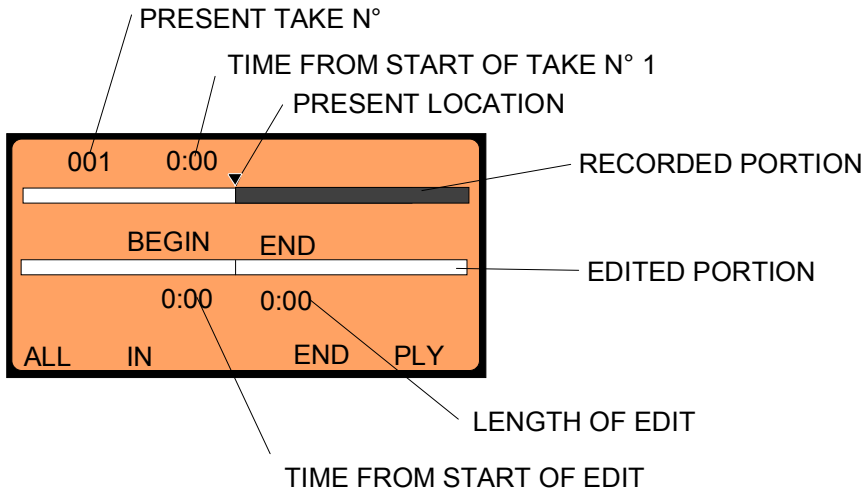 PRESENT TAKE N°
TIME FROM START OF TAKE N° 1
PRESENT LOCATION
001 0:00
RECORDED PORTION
BEGIN END
EDITED PORTION
0:00 0:00
ALL IN END PLY
LENGTH OF EDIT
TIME FROM START OF EDIT